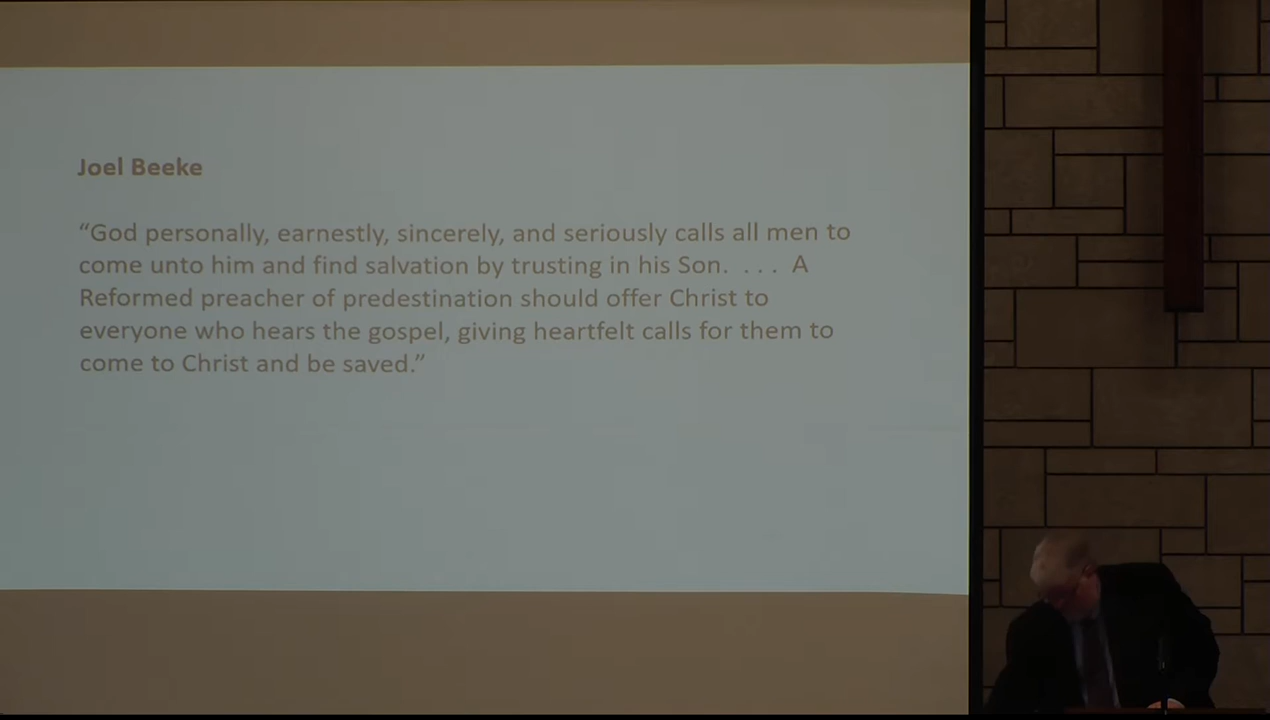 Joel Beeke
“God personally, earnestly, sincerely, and seriously calls all men to
come unto him and find salvation by trusting in his Son. . . . A
Reformed preacher of predestination should offer Christ to
everyone who hears the gospel, giving heartfelt calls for them to
come to Christ and be saved.”